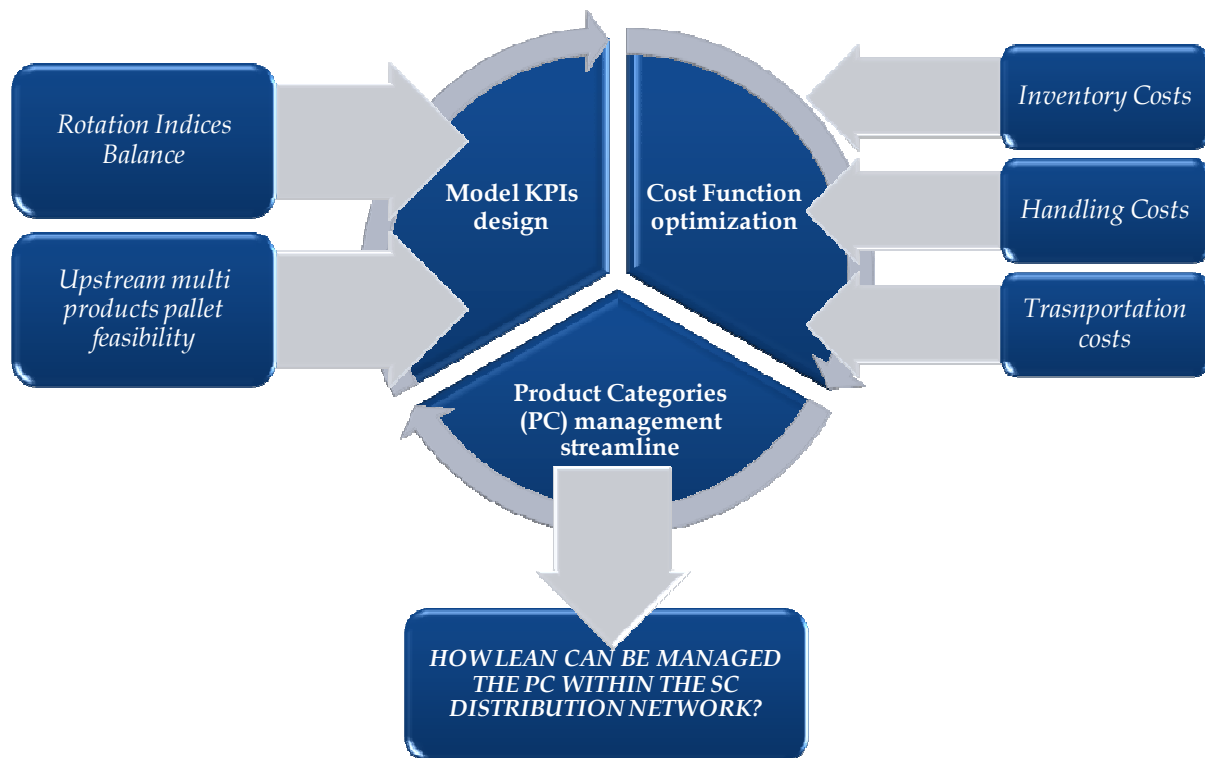 Rotation Indices
Balance
Upstream multi
products pallet
feasibility
Model KPIs
design
Cost Function
optimization
Inventory Costs
Handling Costs
Trasnportation
costs
Product Categories
(PC) management
streamline
HOW LEAN CAN BE MANAGED
THE PC WITHIN THE SC
DISTRIBUTION NETWORK?